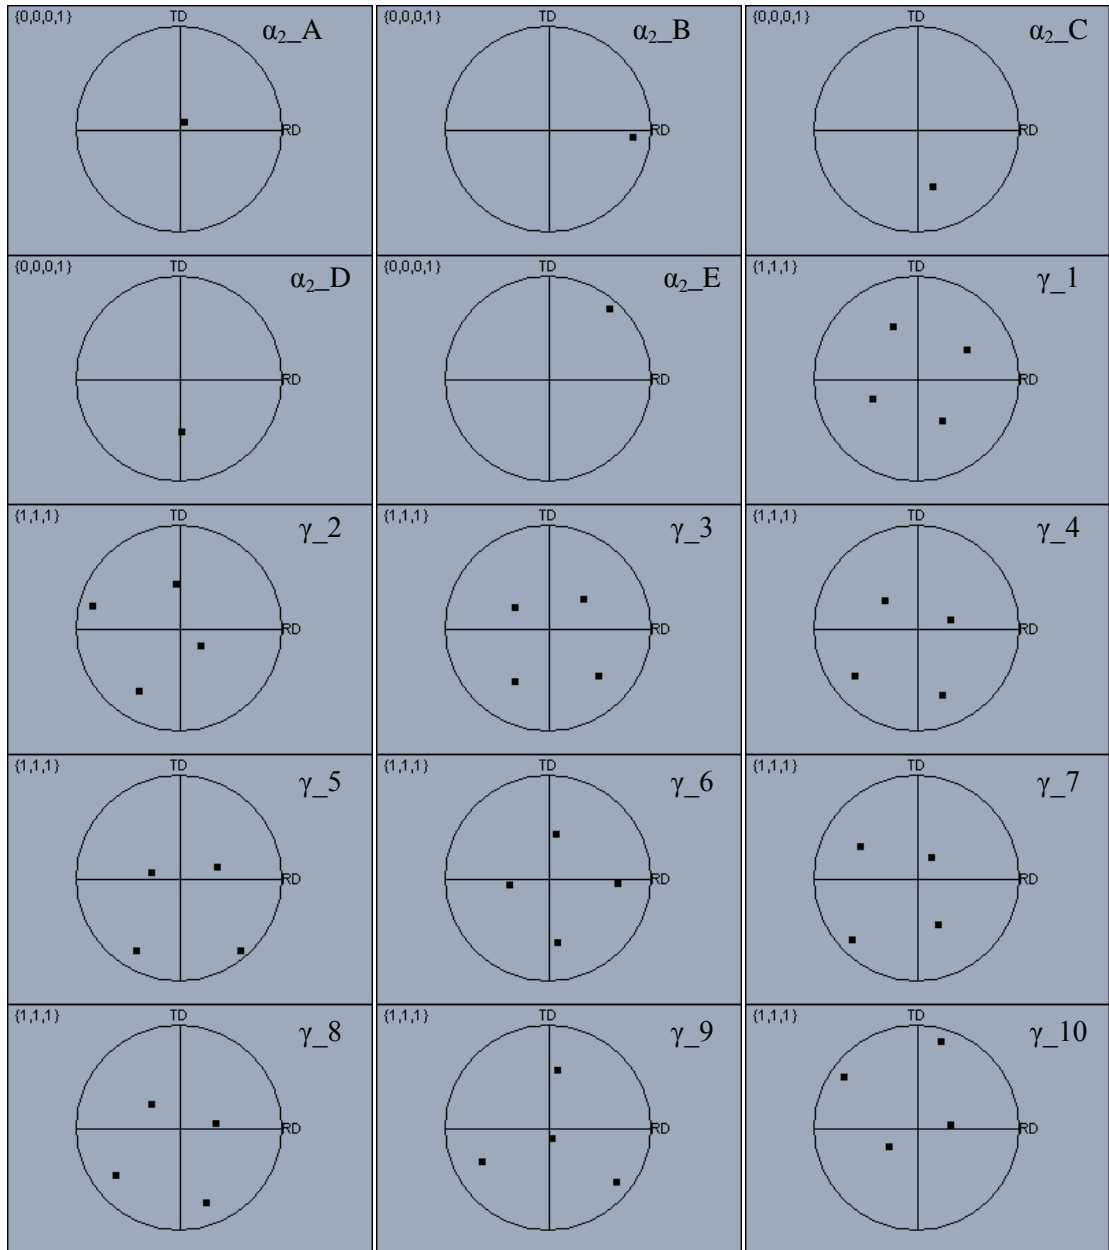 {0,0,0,1} TD α₂_A RD
{0,0,0,1} TD α₂_B RD
{0,0,0,1} TD α₂_C RD
{0,0,0,1} TD α₂_D RD
{0,0,0,1} TD α₂_E RD
{1,1,1} TD γ_1 RD
{1,1,1} TD γ_2 RD
{1,1,1} TD γ_3 RD
{1,1,1} TD γ_4 RD
{1,1,1} TD γ_5 RD
{1,1,1} TD γ_6 RD
{1,1,1} TD γ_7 RD
{1,1,1} TD γ_8 RD
{1,1,1} TD γ_9 RD
{1,1,1} TD γ_10 RD